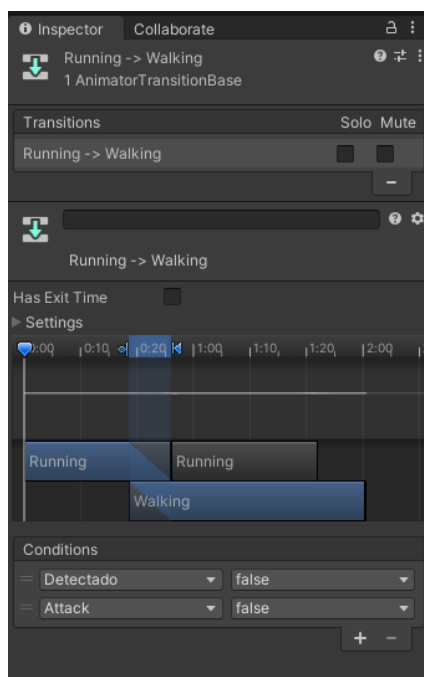 Inspector Collaborate
Running -> Walking
1 AnimatorTransitionBase
Transitions Solo Mute
Running -> Walking
Running -> Walking
Has Exit Time
Settings
0:00 0:10 0:20 1:00 1:10 1:20 2:00
Running Running
Walking
Conditions
Detectado false
Attack false